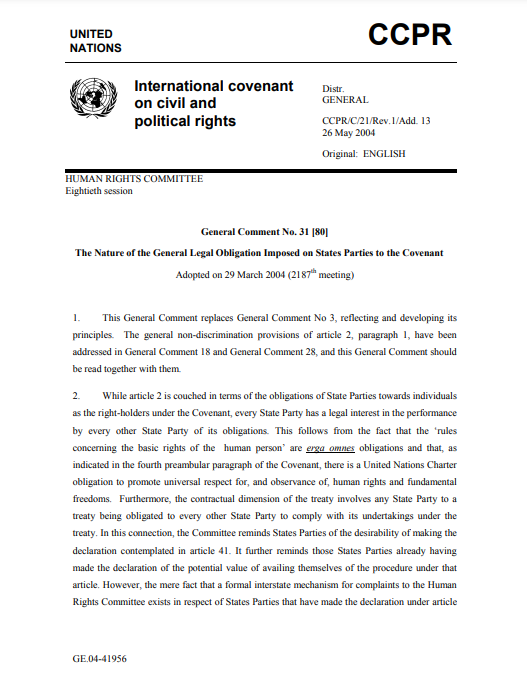 UNITED
NATIONS
CCPR
International covenant
on civil and
political rights
Distr.
GENERAL
CCPR/C/21/Rev.1/Add. 13
26 May 2004
Original:  ENGLISH
HUMAN RIGHTS COMMITTEE
Eightieth session
General Comment No. 31 [80]
The Nature of the General Legal Obligation Imposed on States Parties to the Covenant
Adopted on 29 March 2004 (2187th meeting)
1. This General Comment replaces General Comment No 3, reflecting and developing its
principles. The general non-discrimination provisions of article 2, paragraph 1, have been
addressed in General Comment 18 and General Comment 28, and this General Comment should
be read together with them.
2. While article 2 is couched in terms of the obligations of State Parties towards individuals
as the right-holders under the Covenant, every State Party has a legal interest in the performance
by every other State Party of its obligations. This follows from the fact that the ‘rules
concerning the basic rights of the human person’ are erga omnes obligations and that, as
indicated in the fourth preambular paragraph of the Covenant, there is a United Nations Charter
obligation to promote universal respect for, and observance of, human rights and fundamental
freedoms. Furthermore, the contractual dimension of the treaty involves any State Party to a
treaty being obligated to every other State Party to comply with its undertakings under the
treaty. In this connection, the Committee reminds States Parties of the desirability of making the
declaration contemplated in article 41. It further reminds those States Parties already having
made the declaration of the potential value of availing themselves of the procedure under that
article. However, the mere fact that a formal interstate mechanism for complaints to the Human
Rights Committee exists in respect of States Parties that have made the declaration under article
GE.04-41956